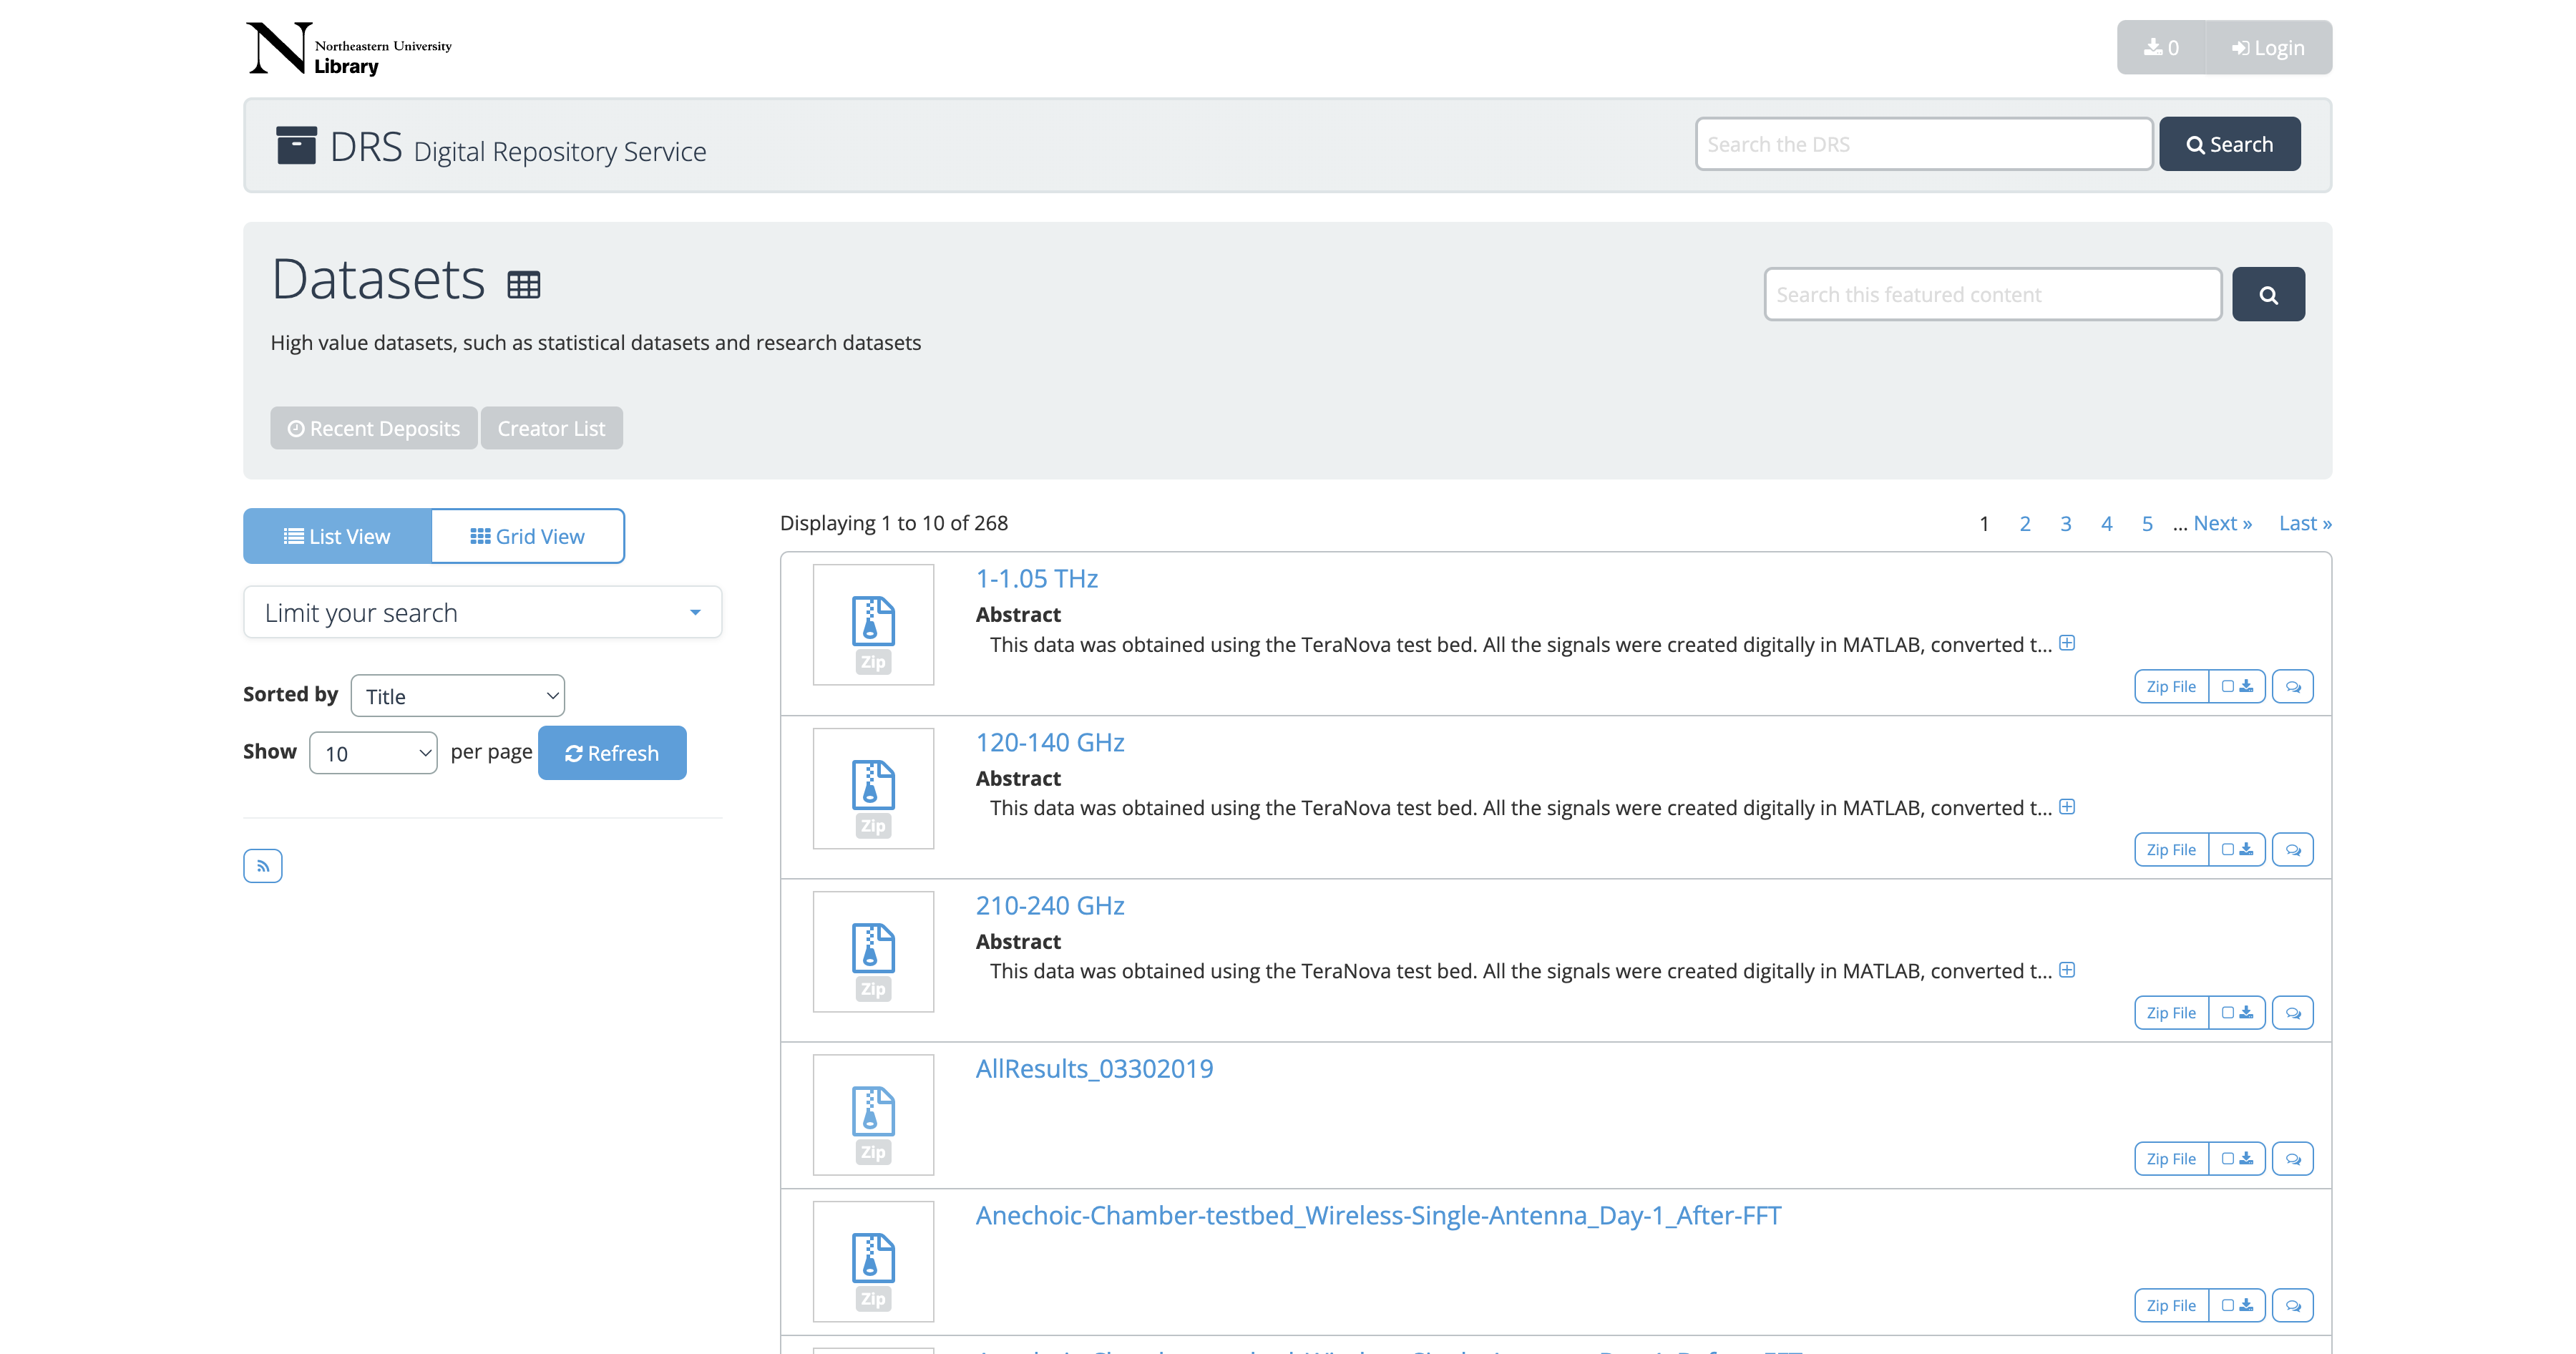 Northeastern University
Library
0 Login
DRS Digital Repository Service
Search the DRS
Search
Datasets
Search this featured content
High value datasets, such as statistical datasets and research datasets
Recent Deposits Creator List
List View Grid View
Displaying 1 to 10 of 268
1 2 3 4 5 ... Next » Last »
Limit your search
Sorted by Title
Show 10 per page Refresh
1-1.05 THz
Abstract
This data was obtained using the TeraNova test bed. All the signals were created digitally in MATLAB, converted t...
Zip
Zip File
120-140 GHz
Abstract
This data was obtained using the TeraNova test bed. All the signals were created digitally in MATLAB, converted t...
Zip
Zip File
210-240 GHz
Abstract
This data was obtained using the TeraNova test bed. All the signals were created digitally in MATLAB, converted t...
Zip
Zip File
AllResults_03302019
Zip
Zip File
Anechoic-Chamber-testbed_Wireless-Single-Antenna_Day-1_After-FFT
Zip
Zip File